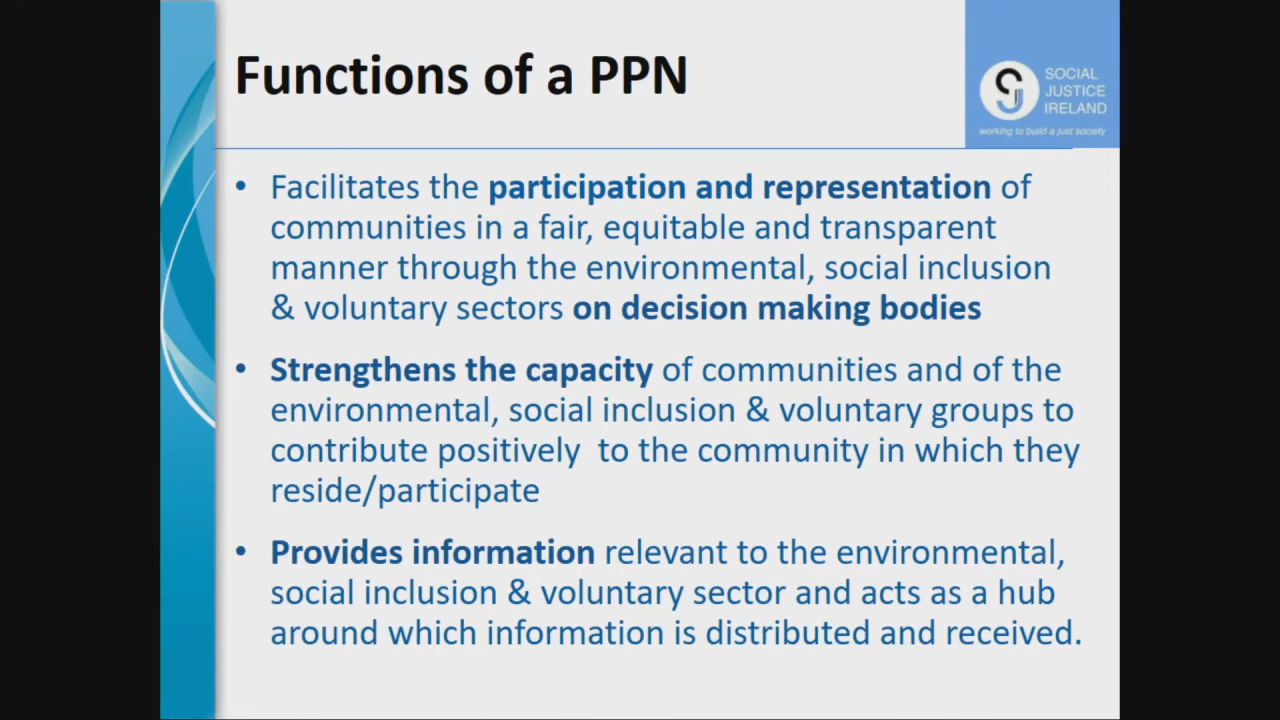 Functions of a PPN
SOCIAL
JUSTICE
IRELAND
working to build a just society
• Facilitates the participation and representation of
communities in a fair, equitable and transparent
manner through the environmental, social inclusion
& voluntary sectors on decision making bodies
• Strengthens the capacity of communities and of the
environmental, social inclusion & voluntary groups to
contribute positively  to the community in which they
reside/participate
• Provides information relevant to the environmental,
social inclusion & voluntary sector and acts as a hub
around which information is distributed and received.